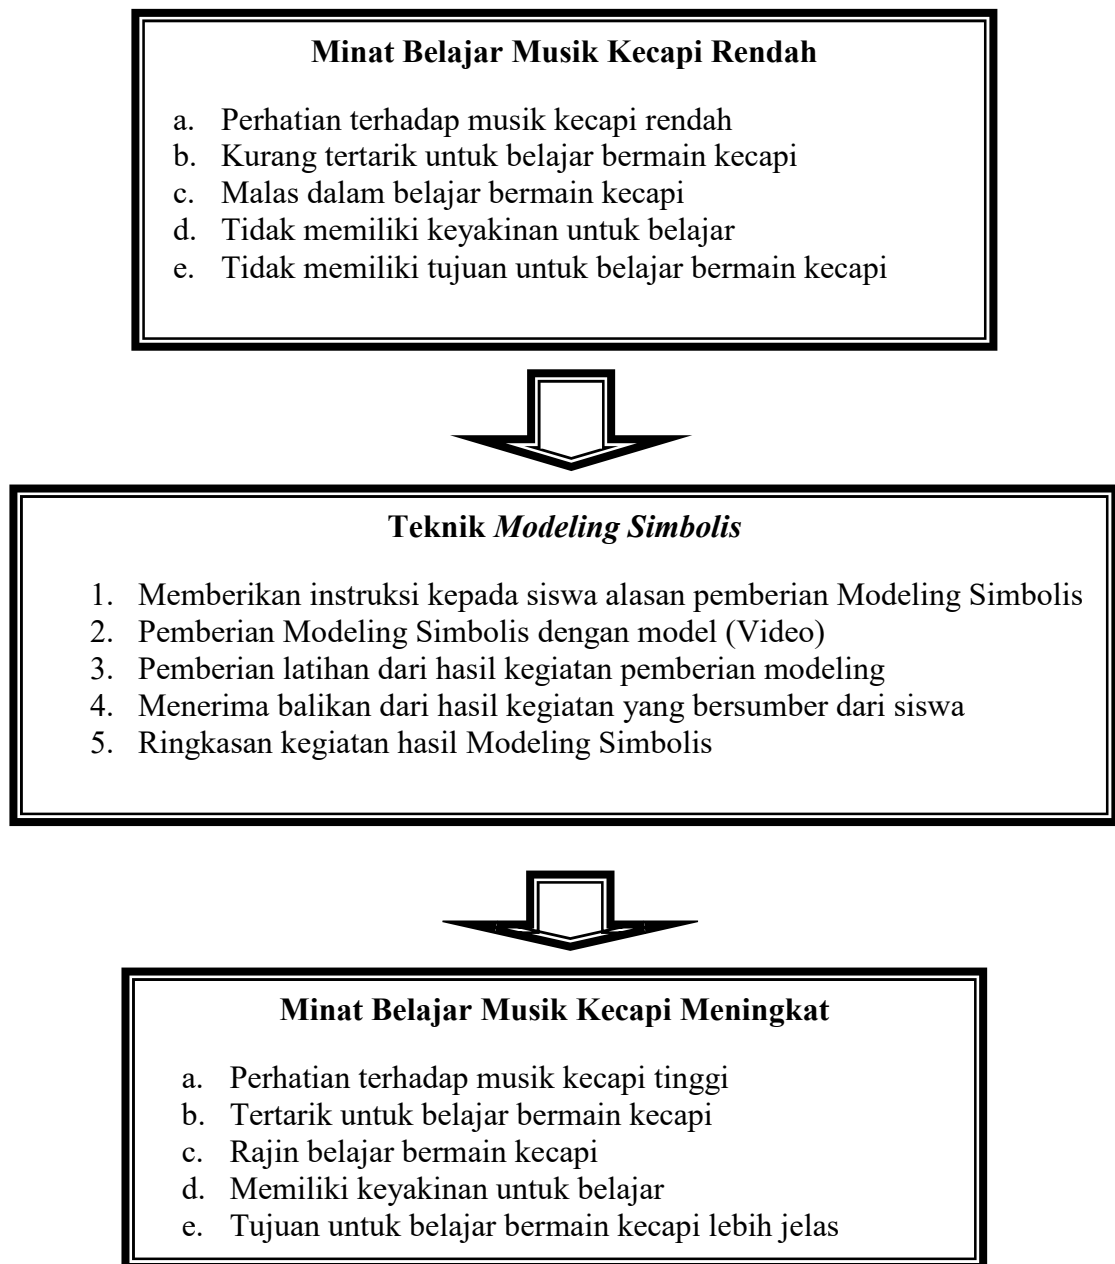 Minat Belajar Musik Kecapi Rendah
a. Perhatian terhadap musik kecapi rendah
b. Kurang tertarik untuk belajar bermain kecapi
c. Malas dalam belajar bermain kecapi
d. Tidak memiliki keyakinan untuk belajar
e. Tidak memiliki tujuan untuk belajar bermain kecapi
Teknik Modeling Simbolis
1. Memberikan instruksi kepada siswa alasan pemberian Modeling Simbolis
2. Pemberian Modeling Simbolis dengan model (Video)
3. Pemberian latihan dari hasil kegiatan pemberian modeling
4. Menerima balikan dari hasil kegiatan yang bersumber dari siswa
5. Ringkasan kegiatan hasil Modeling Simbolis
Minat Belajar Musik Kecapi Meningkat
a. Perhatian terhadap musik kecapi tinggi
b. Tertarik untuk belajar bermain kecapi
c. Rajin belajar bermain kecapi
d. Memiliki keyakinan untuk belajar
e. Tujuan untuk belajar bermain kecapi lebih jelas